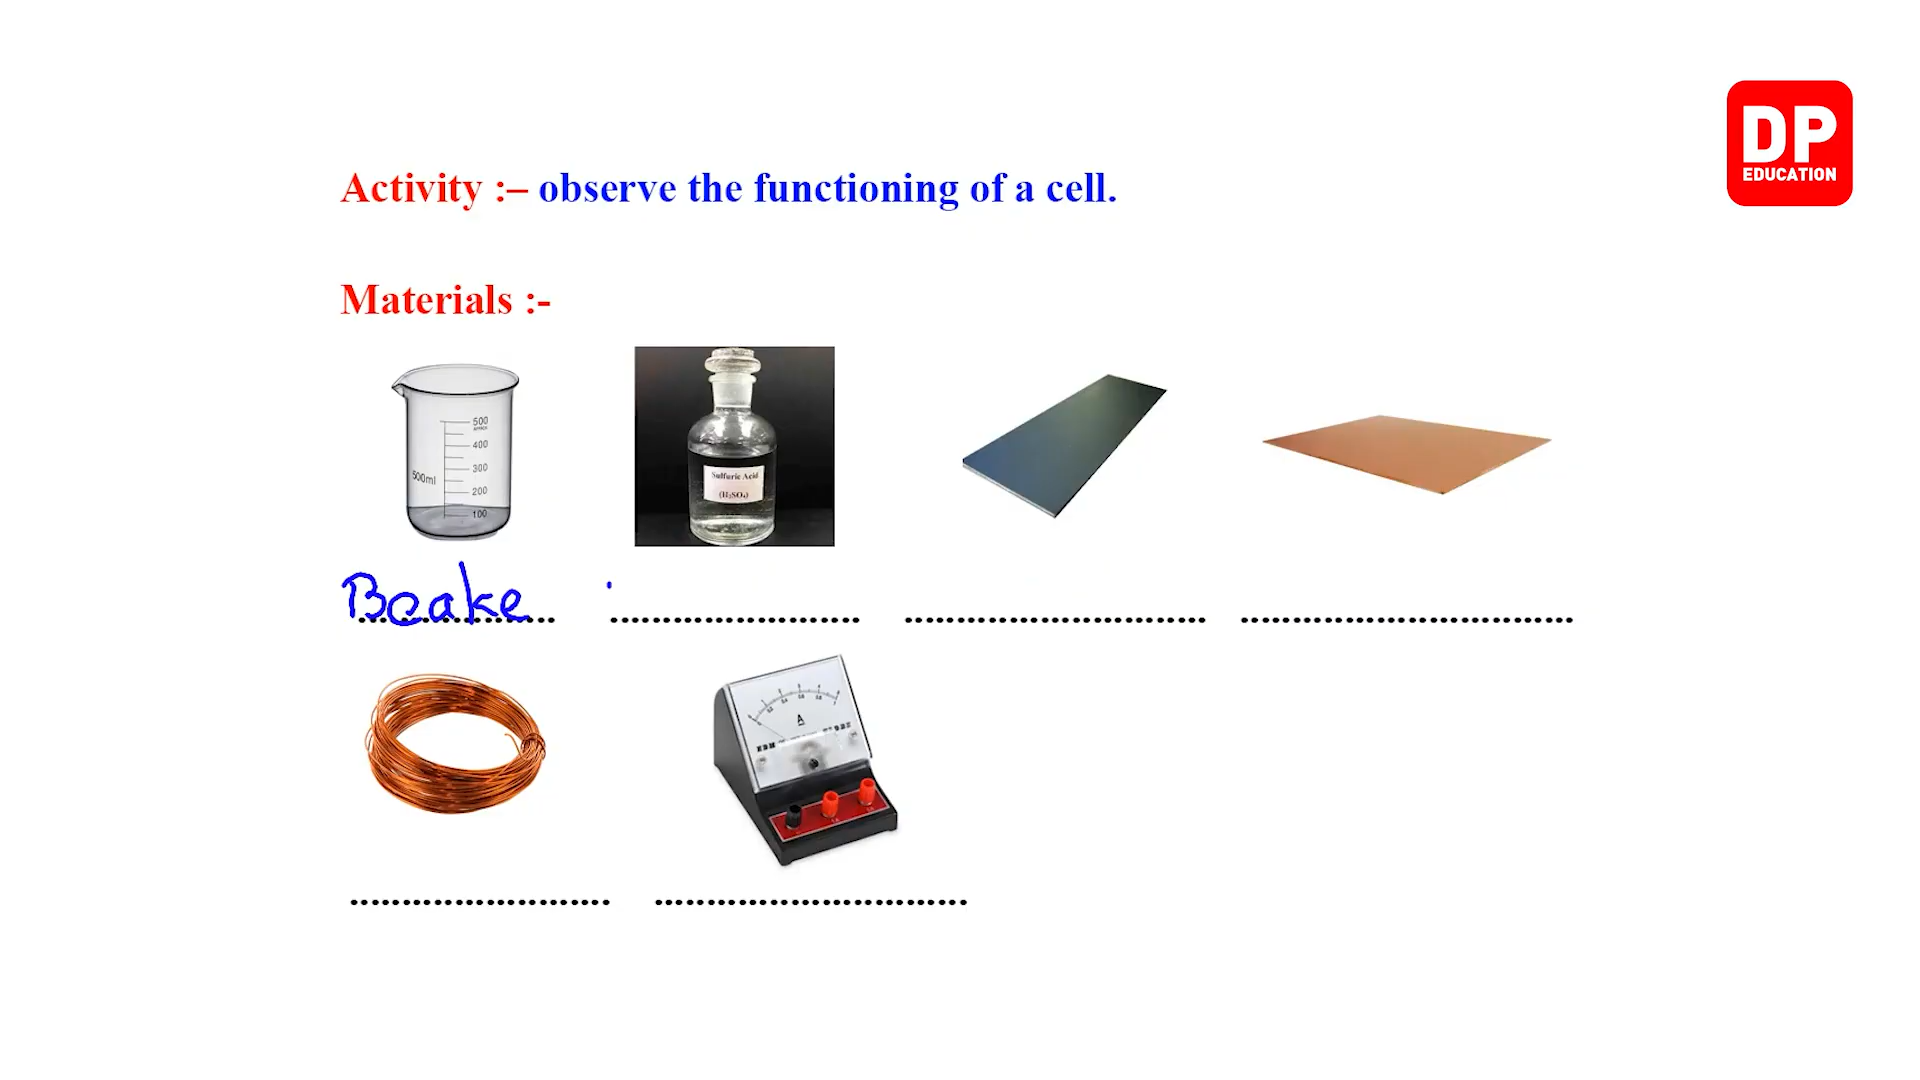 DP
EDUCATION
Activity :– observe the functioning of a cell.
Materials :-
500
400
500ml
300
200
100
Sulfuric Acid
(H₂SO₄)
Beake
A